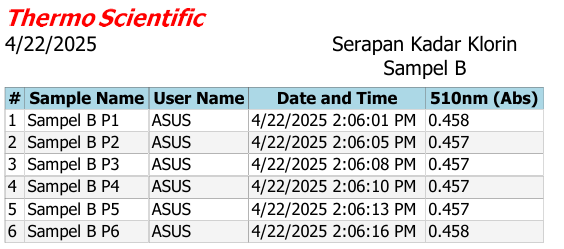 Thermo Scientific
4/22/2025
Serapan Kadar Klorin
Sampel B
# Sample Name User Name Date and Time 510nm (Abs)
1 Sampel B P1 ASUS 4/22/2025 2:06:01 PM 0.458
2 Sampel B P2 ASUS 4/22/2025 2:06:05 PM 0.457
3 Sampel B P3 ASUS 4/22/2025 2:06:08 PM 0.457
4 Sampel B P4 ASUS 4/22/2025 2:06:10 PM 0.457
5 Sampel B P5 ASUS 4/22/2025 2:06:13 PM 0.457
6 Sampel B P6 ASUS 4/22/2025 2:06:16 PM 0.458